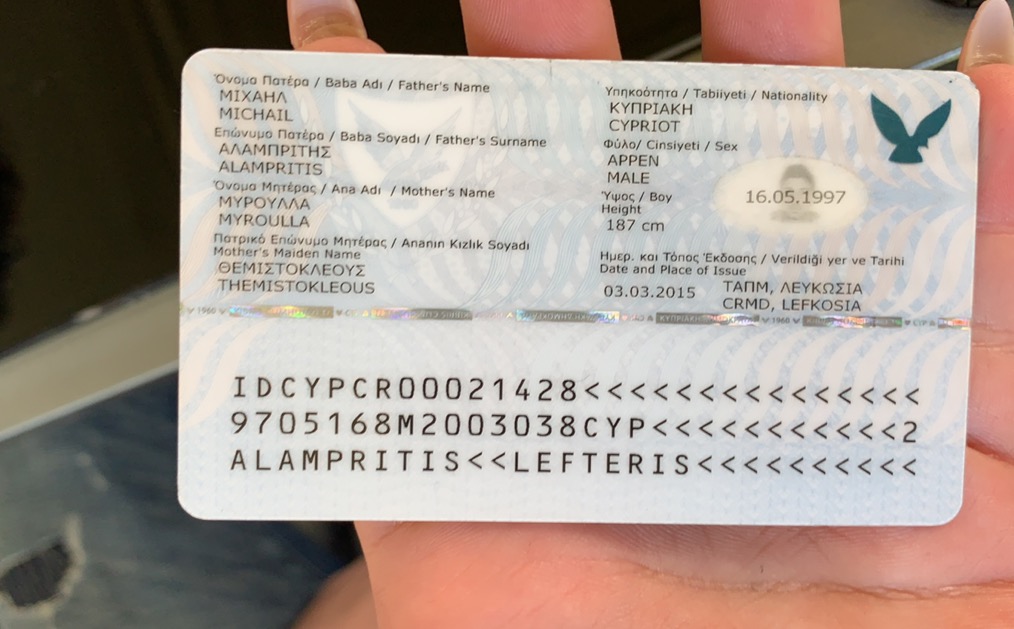 Όνομα Πατέρα / Baba Adı / Father's Name
ΜΙΧΑΗΛ
MICHAIL
Επώνυμο Πατέρα / Baba Soyadı / Father's Surname
ΑΛΑΜΠΡΙΤΗΣ
ALAMPRITIS
Όνομα Μητέρας / Ana Adı / Mother's Name
ΜΥΡΟΥΛΛΑ
MYROULLA
Πατρικό Επώνυμο Μητέρας / Ananın Kızlık Soyadi
Mother's Maiden Name
ΘΕΜΙΣΤΟΚΛΕΟΥΣ
THEMISTOKLEOUS
Υπηκοότητα / Tabiiyeti / Nationality
ΚΥΠΡΙΑΚΗ
CYPRIOT
Φύλο/ Cinsiyeti / Sex
ΑΡΡΕΝ
MALE
Ύψος / Boy
Height
187 cm
16.05.1997
Ημερ. και Τόπος Έκδοσης / Verildiği yer ve Tarihi
Date and Place of Issue
03.03.2015 ΤΑΠΜ, ΛΕΥΚΩΣΙΑ
CRMD, LEFKOSIA
IDCYPCR00021428<<<<<<<<<<<<<<<
9705168M2003038CYP<<<<<<<<<<<2
ALAMPRITIS<<LEFTERIS<<<<<<<<<<